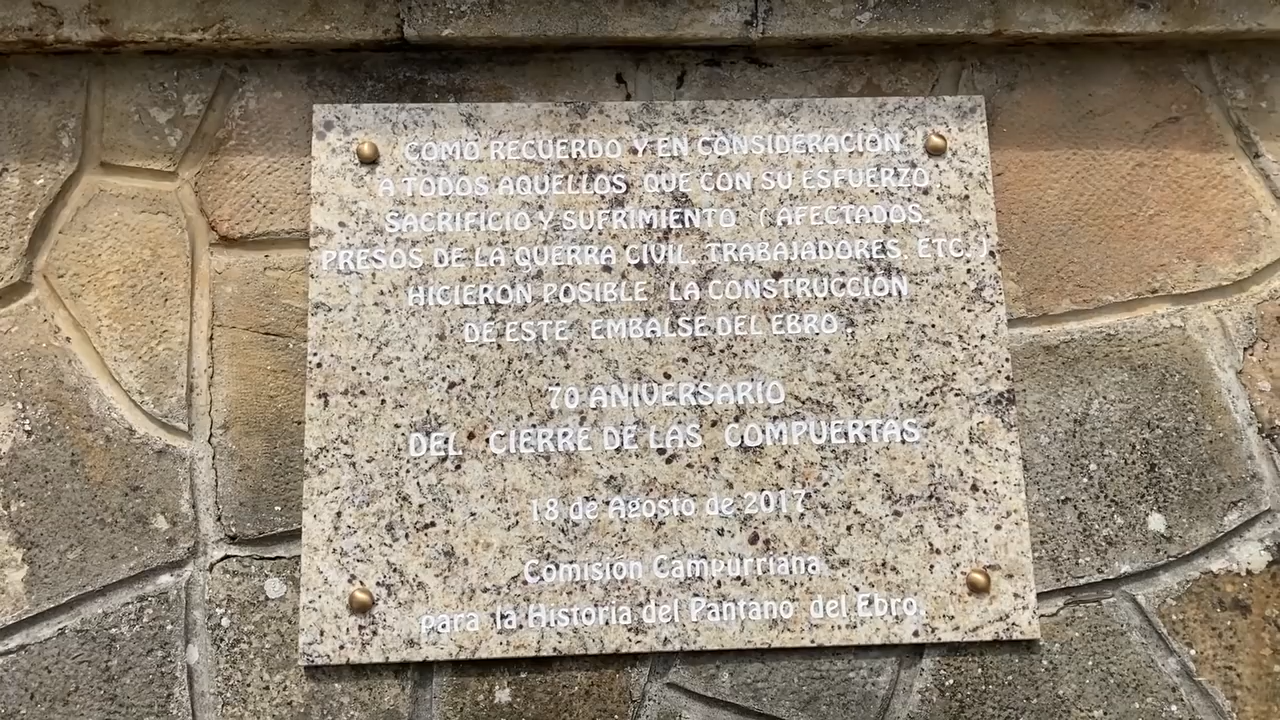 COMO RECUERDO Y EN CONSIDERACIÓN
A TODOS AQUELLOS QUE CON SU ESFUERZO
SACRIFICIO Y SUFRIMIENTO ( AFECTADOS,
PRESOS DE LA QUERRA CIVIL, TRABAJADORES, ETC. )
HICIERON POSIBLE LA CONSTRUCCION
DE ESTE EMBALSE DEL EBRO
70 ANIVERSARIO
DEL CIERRE DE LAS COMPUERTAS
18 de Agosto de 2017
Comisión Campurriana
para la Historia del Pantano del Ebro.